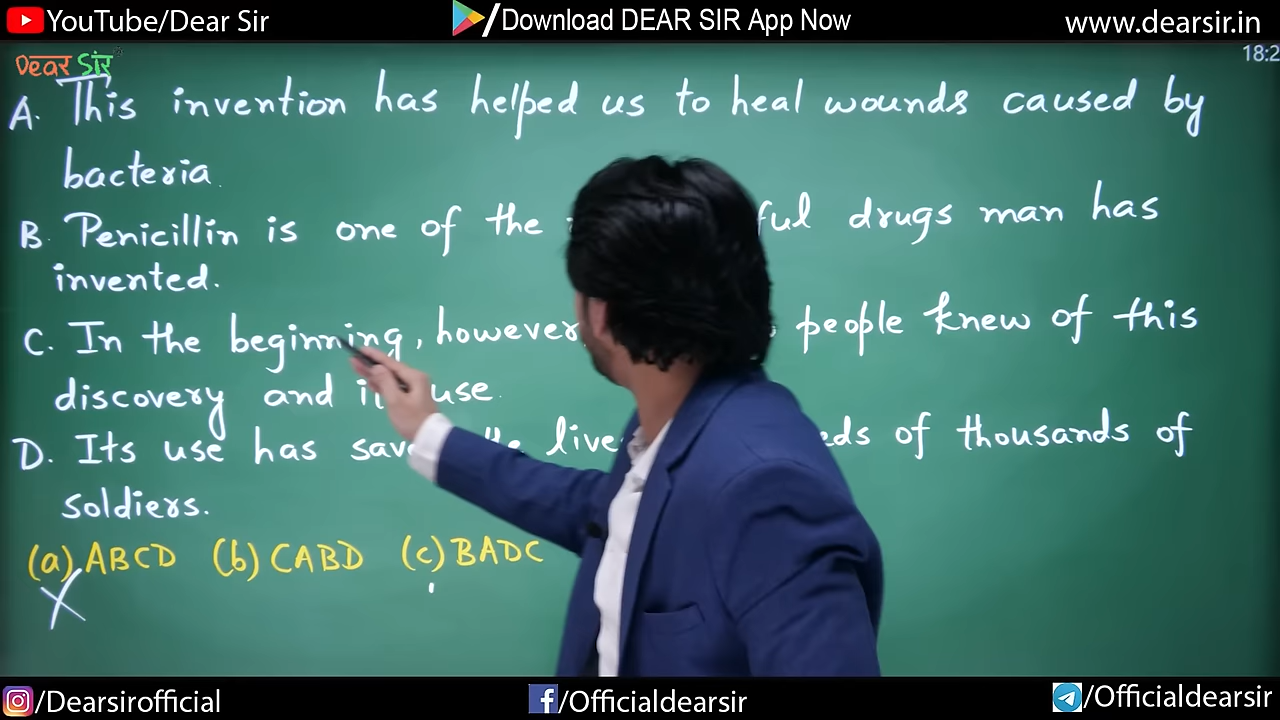 YouTube/Dear Sir
/Download DEAR SIR App Now
www.dearsir.in
Dear Sir
18:2
A. This invention has helped us to heal wounds caused by
bacteria.
B. Penicillin is one of the drugs man has
invented.
C. In the beginning, however people knew of this
discovery and use.
D. Its use has of thousands of
soldiers.
(a) ABCD (b) CABD (c) BADC
/Dearsirofficial
/Officialdearsir
/Officialdearsir